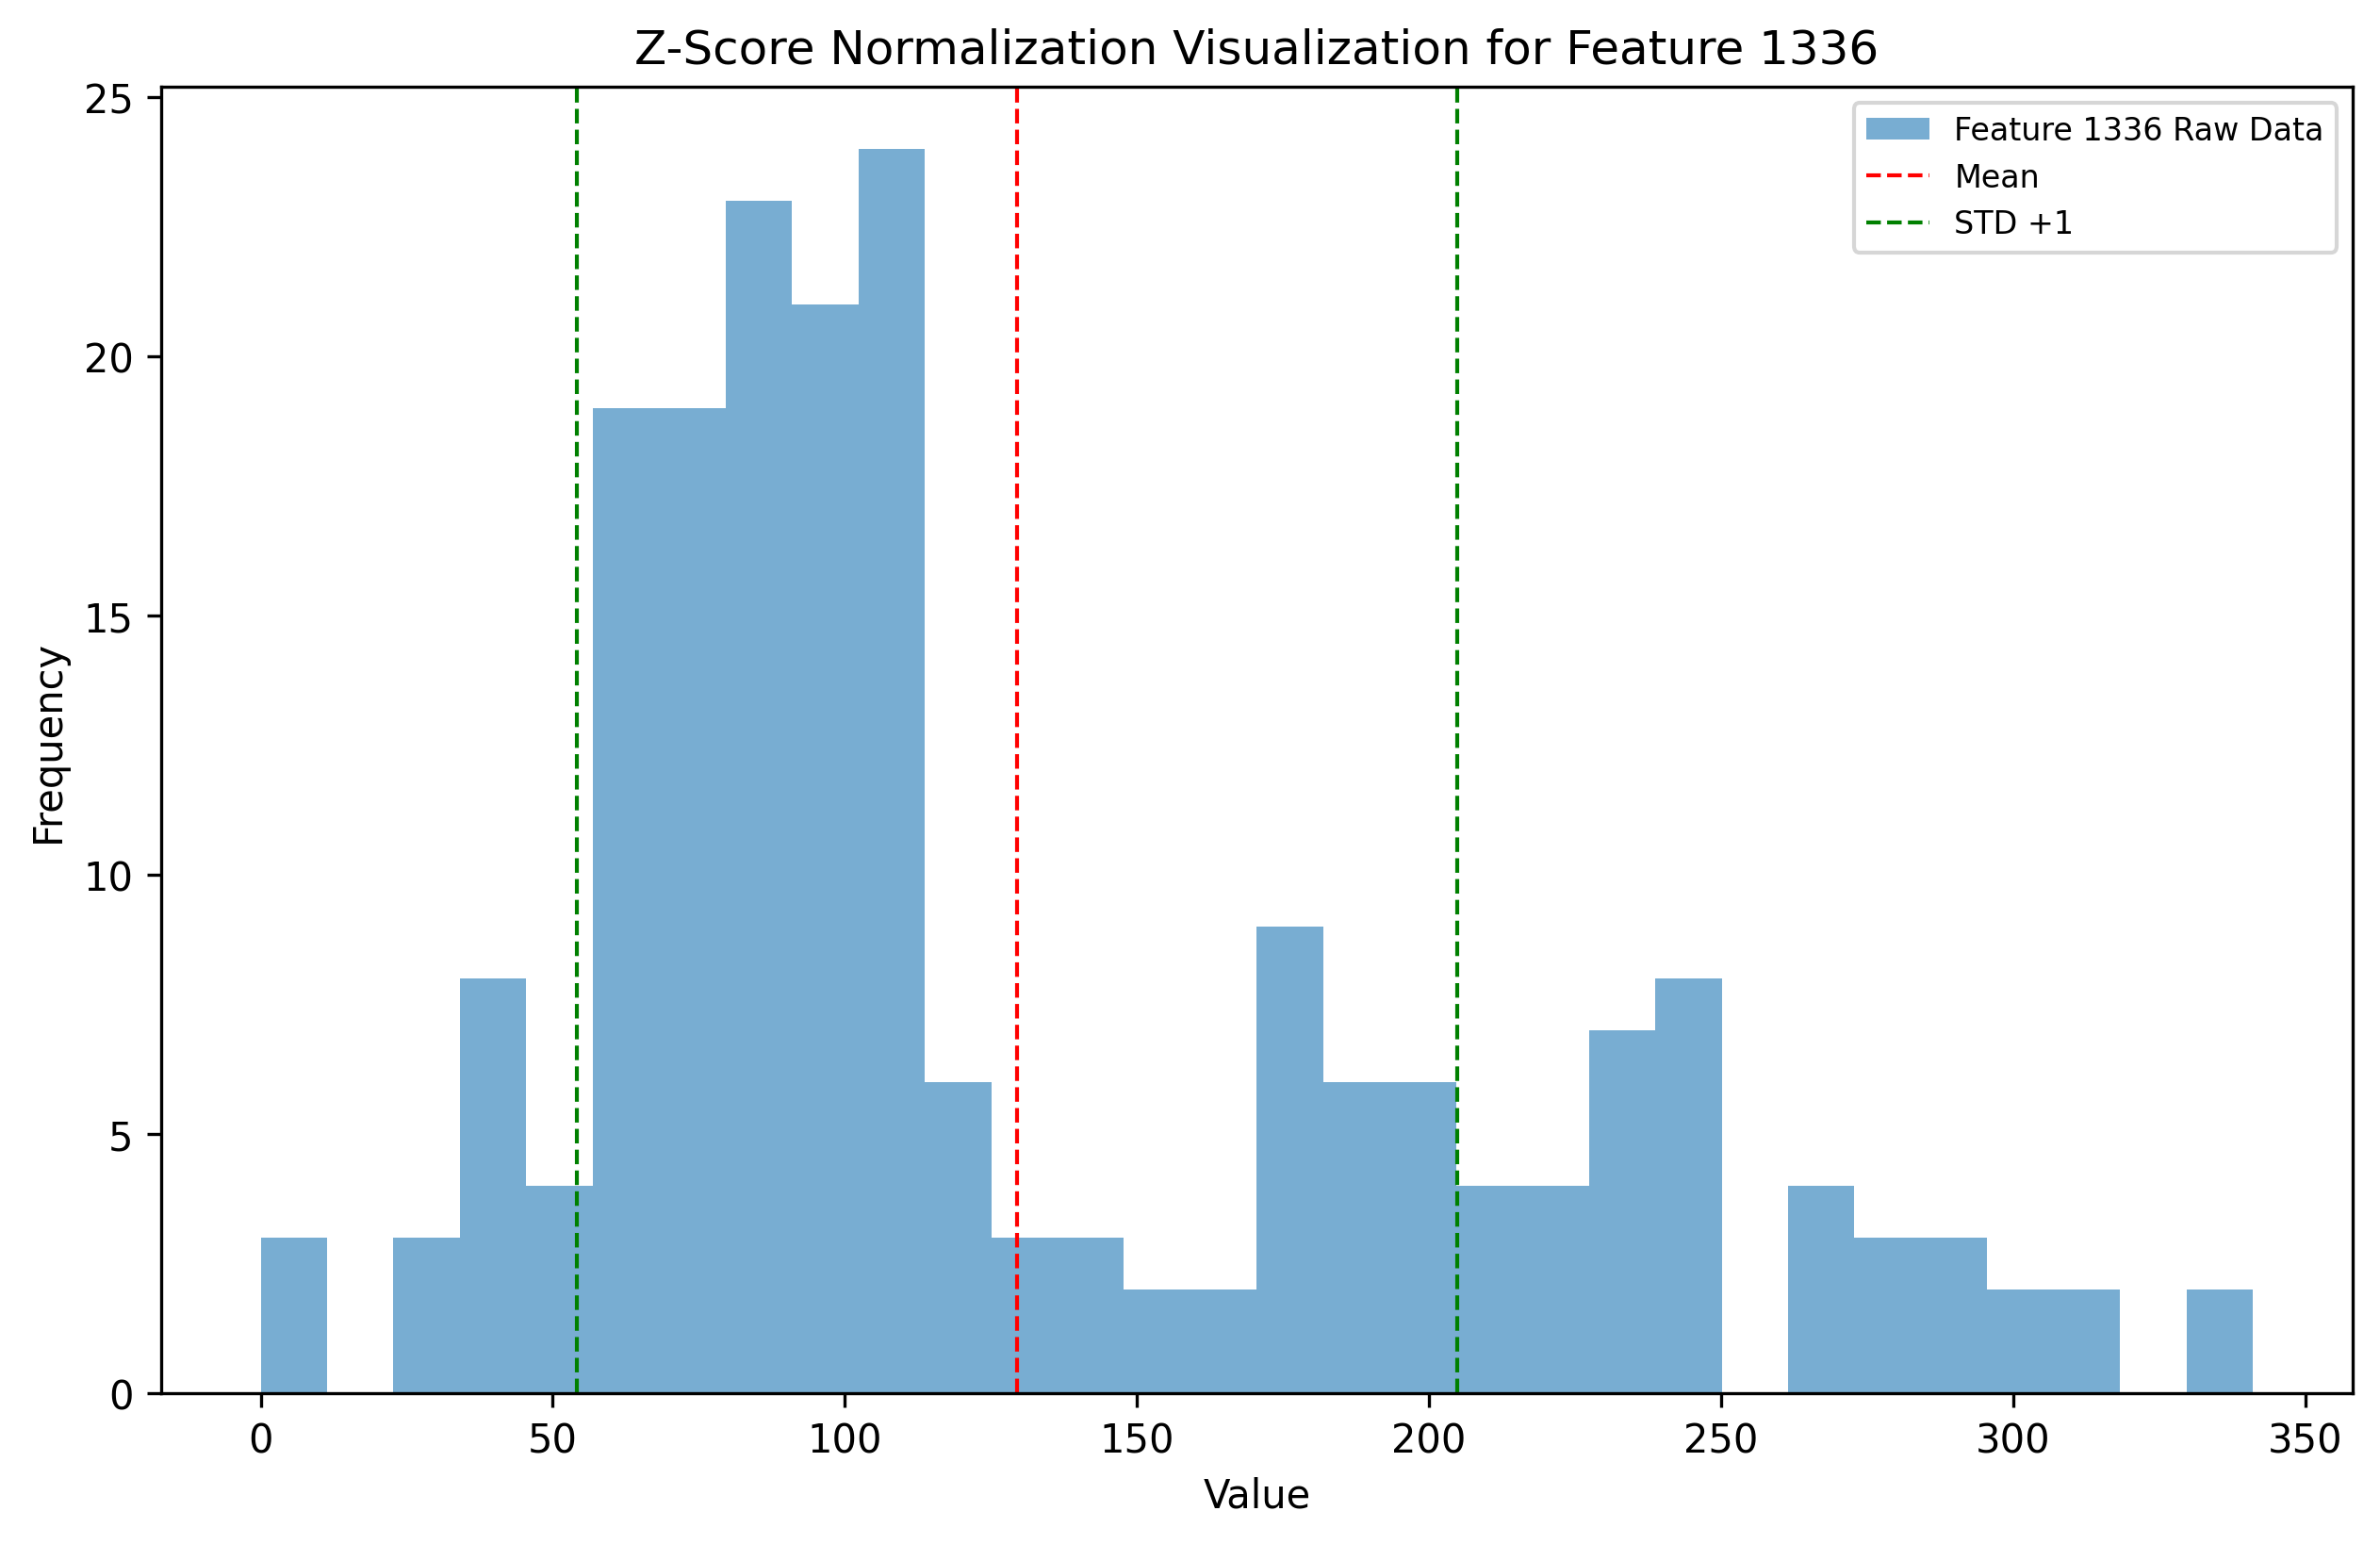 Z-Score Normalization Visualization for Feature 1336
25
20
15
10
5
0
Frequency
Feature 1336 Raw Data
Mean
STD +1
0 50 100 150 200 250 300 350
Value